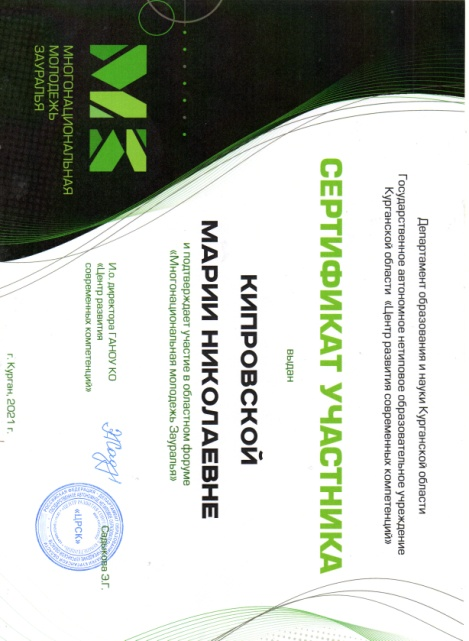 Департамент образования и науки Курганской области
Государственное автономное нетиповое образовательное учреждение
Курганской области «Центр развития современных компетенций»
СЕРТИФИКАТ УЧАСТНИКА
выдан
КИПРОВСКОЙ
МАРИИ НИКОЛАЕВНЕ
и подтверждает участие в областном форуме
«Многонациональная молодежь Зауралья»
И.о. директора ГАНОУ КО
«Центр развития
современных компетенций»
Садыкова З.Г.
«ЦРСК»
г. Курган, 2021 г.
МЗ
МНОГОНАЦИОНАЛЬНАЯ
МОЛОДЕЖЬ
ЗАУРАЛЬЯ